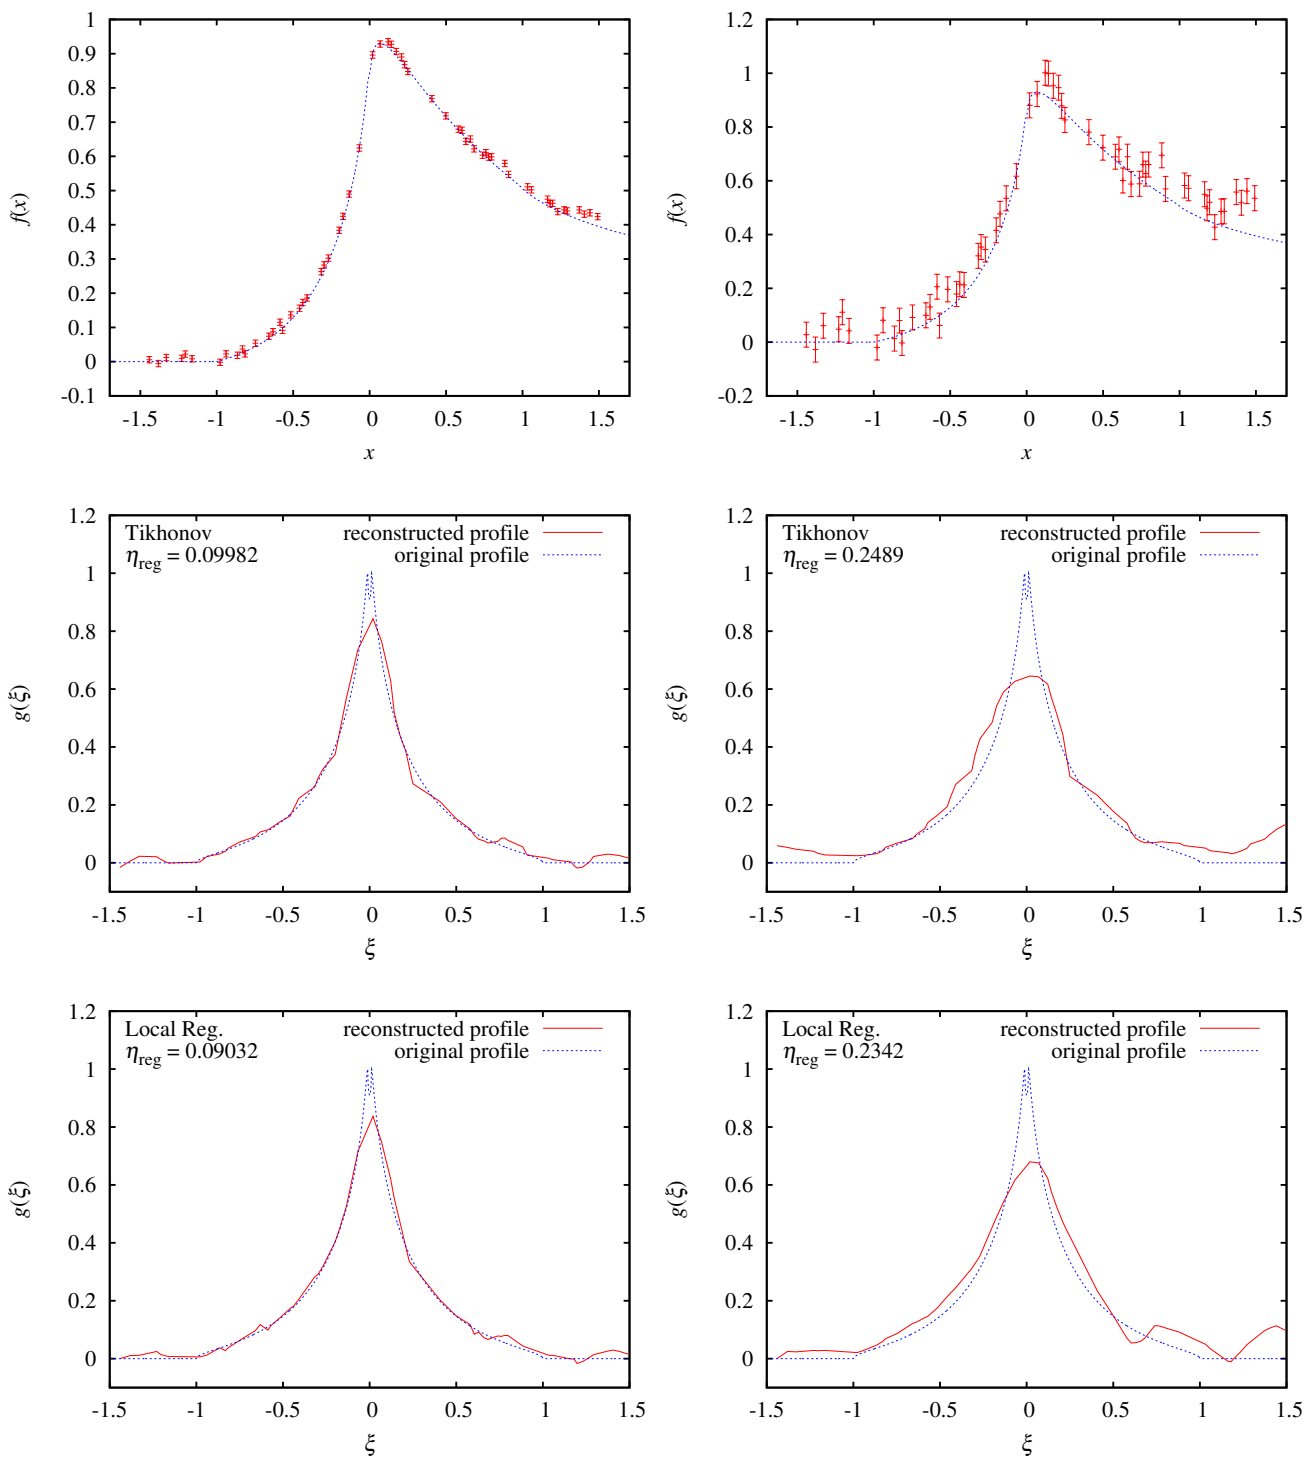 1
0.9
0.8
0.7
0.6
0.5
0.4
0.3
0.2
0.1
0
-0.1
f(x)
-1.5 -1 -0.5 0 0.5 1 1.5
x
1.2
1
0.8
0.6
0.4
0.2
0
-0.2
f(x)
-1.5 -1 -0.5 0 0.5 1 1.5
x
1.2
1
0.8
0.6
0.4
0.2
0
g(ξ)
Tikhonov
η_reg = 0.09982
reconstructed profile
original profile
-1.5 -1 -0.5 0 0.5 1 1.5
ξ
1.2
1
0.8
0.6
0.4
0.2
0
g(ξ)
Tikhonov
η_reg = 0.2489
reconstructed profile
original profile
-1.5 -1 -0.5 0 0.5 1 1.5
ξ
1.2
1
0.8
0.6
0.4
0.2
0
g(ξ)
Local Reg.
η_reg = 0.09032
reconstructed profile
original profile
-1.5 -1 -0.5 0 0.5 1 1.5
ξ
1.2
1
0.8
0.6
0.4
0.2
0
g(ξ)
Local Reg.
η_reg = 0.2342
reconstructed profile
original profile
-1.5 -1 -0.5 0 0.5 1 1.5
ξ